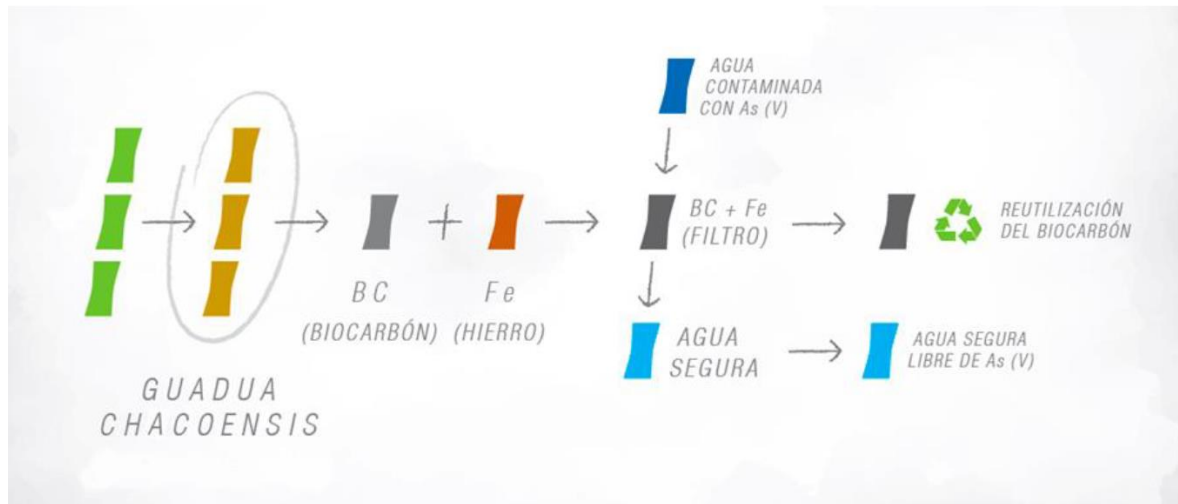 AGUA
CONTAMINADA
CON As (V)
BC + Fe
(FILTRO)
REUTILIZACIÓN
DEL BIOCARBÓN
BC
(BIOCARBÓN)
Fe
(HIERRO)
AGUA
SEGURA
AGUA SEGURA
LIBRE DE As (V)
GUADUA
CHACOENSIS